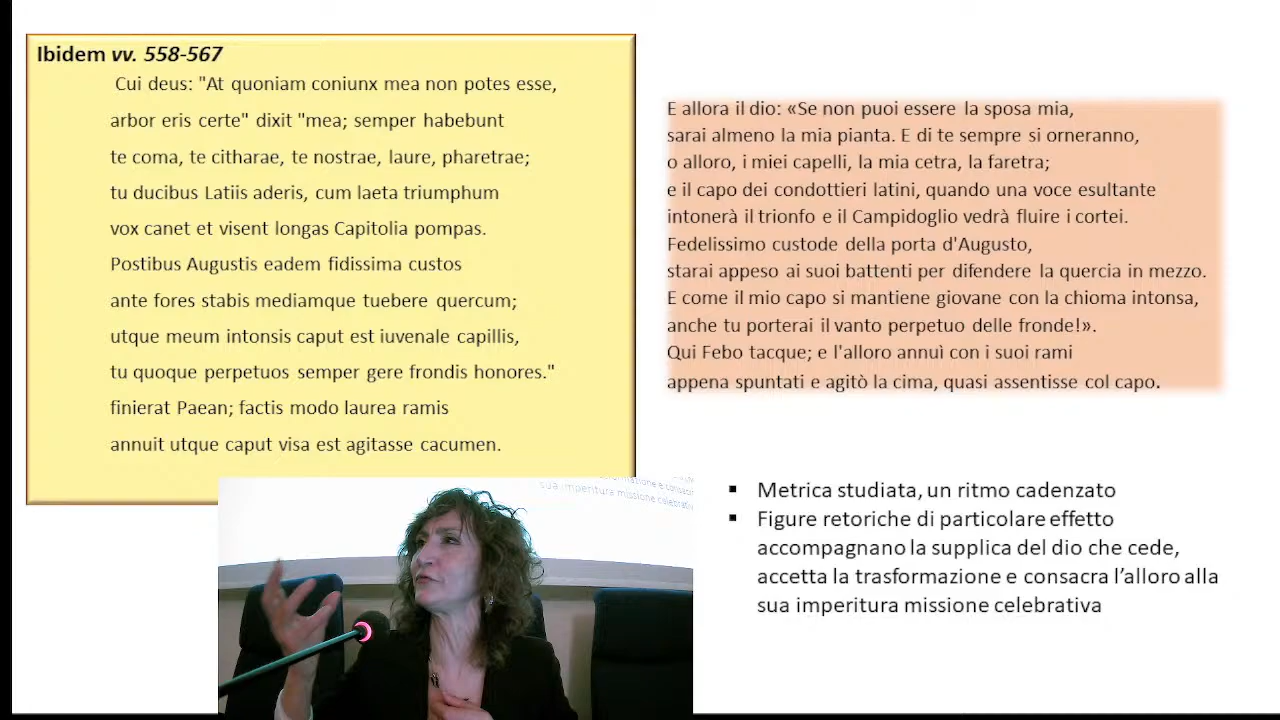 Ibidem vv. 558-567
Cui deus: "At quoniam coniunx mea non potes esse,
arbor eris certe" dixit "mea; semper habebunt
te coma, te citharae, te nostrae, laure, pharetrae;
tu ducibus Latiis aderis, cum laeta triumphum
vox canet et visent longas Capitolia pompas.
Postibus Augustis eadem fidissima custos
ante fores stabis mediamque tuebere quercum;
utque meum intonsis caput est iuvenale capillis,
tu quoque perpetuos semper gere frondis honores."
finierat Paean; factis modo laurea ramis
annuit utque caput visa est agitasse cacumen.
E allora il dio: «Se non puoi essere la sposa mia,
sarai almeno la mia pianta. E di te sempre si orneranno,
o alloro, i miei capelli, la mia cetra, la faretra;
e il capo dei condottieri latini, quando una voce esultante
intonerà il trionfo e il Campidoglio vedrà fluire i cortei.
Fedelissimo custode della porta d'Augusto,
starai appeso ai suoi battenti per difendere la quercia in mezzo.
E come il mio capo si mantiene giovane con la chioma intonsa,
anche tu porterai il vanto perpetuo delle fronde!».
Qui Febo tacque; e l'alloro annuì con i suoi rami
appena spuntati e agitò la cima, quasi assentisse col capo.
▪ Metrica studiata, un ritmo cadenzato
▪ Figure retoriche di particolare effetto
accompagnano la supplica del dio che cede,
accetta la trasformazione e consacra l’alloro alla
sua imperitura missione celebrativa
sua imperitura missione celebrativ